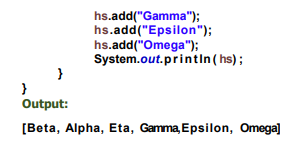 hs.add("Gamma");
hs.add("Epsilon");
hs.add("Omega");
System.out.println(hs);
}
}
Output:
[Beta, Alpha, Eta, Gamma,Epsilon, Omega]